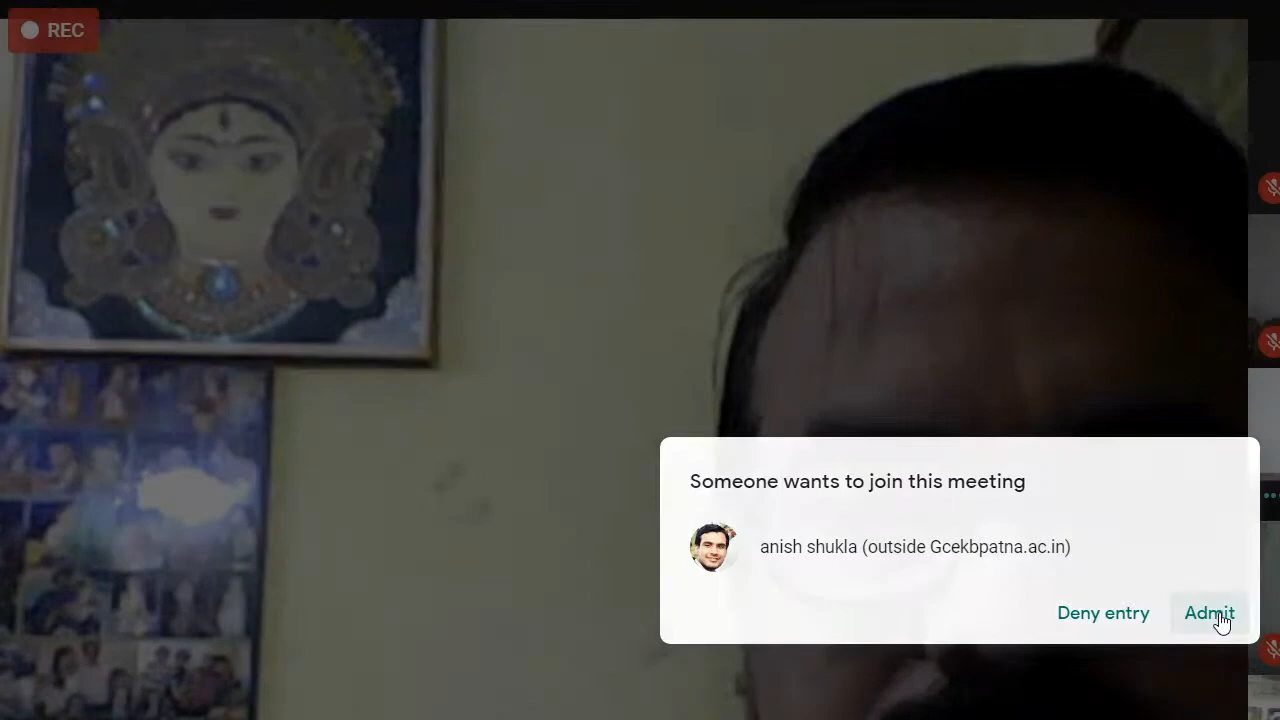 REC
Someone wants to join this meeting
anish shukla (outside Gcekbpatna.ac.in)
Deny entry
Admit